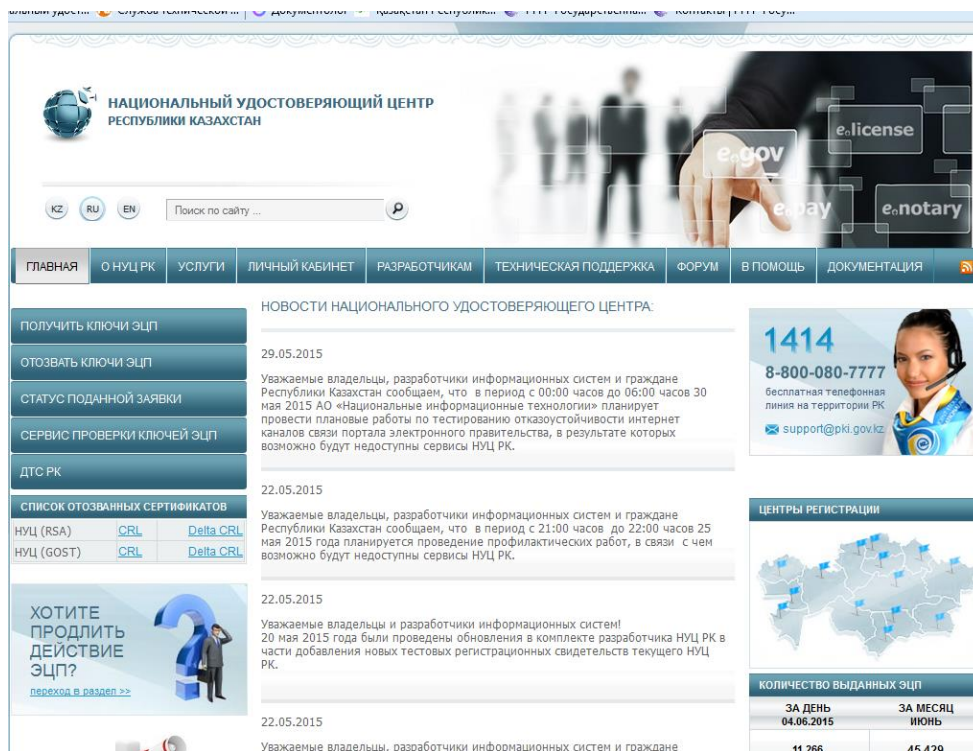 НАЦИОНАЛЬНЫЙ УДОСТОВЕРЯЮЩИЙ ЦЕНТР
РЕСПУБЛИКИ КАЗАХСТАН
e.gov
e.license
e.pay
e.notary
KZ RU EN Поиск по сайту ...
ГЛАВНАЯ О НУЦ РК УСЛУГИ ЛИЧНЫЙ КАБИНЕТ РАЗРАБОТЧИКАМ ТЕХНИЧЕСКАЯ ПОДДЕРЖКА ФОРУМ В ПОМОЩЬ ДОКУМЕНТАЦИЯ
ПОЛУЧИТЬ КЛЮЧИ ЭЦП
ОТОЗВАТЬ КЛЮЧИ ЭЦП
СТАТУС ПОДАННОЙ ЗАЯВКИ
СЕРВИС ПРОВЕРКИ КЛЮЧЕЙ ЭЦП
ДТС РК
СПИСОК ОТОЗВАННЫХ СЕРТИФИКАТОВ
НУЦ (RSA) CRL Delta CRL
НУЦ (GOST) CRL Delta CRL
ХОТИТЕ
ПРОДЛИТЬ
ДЕЙСТВИЕ
ЭЦП?
переход в раздел >>
НОВОСТИ НАЦИОНАЛЬНОГО УДОСТОВЕРЯЮЩЕГО ЦЕНТРА:
29.05.2015
Уважаемые владельцы, разработчики информационных систем и граждане
Республики Казахстан сообщаем, что в период с 00:00 часов до 06:00 часов 30
мая 2015 АО «Национальные информационные технологии» планирует
провести плановые работы по тестированию отказоустойчивости интернет
каналов связи портала электронного правительства, в результате которых
возможно будут недоступны сервисы НУЦ РК.
22.05.2015
Уважаемые владельцы, разработчики информационных систем и граждане
Республики Казахстан сообщаем, что в период с 21:00 часов до 22:00 часов 25
мая 2015 года планируется проведение профилактических работ, в связи с чем
возможно будут недоступны сервисы НУЦ РК.
22.05.2015
Уважаемые владельцы и разработчики информационных систем!
20 мая 2015 года были проведены обновления в комплекте разработчика НУЦ РК в
части добавления новых тестовых регистрационных свидетельств текущего НУЦ
РК.
22.05.2015
Уважаемые владельцы, разработчики информационных систем и граждане
1414
8-800-080-7777
бесплатная телефонная
линия на территории РК
support@pki.gov.kz
ЦЕНТРЫ РЕГИСТРАЦИИ
КОЛИЧЕСТВО ВЫДАННЫХ ЭЦП
ЗА ДЕНЬ ЗА МЕСЯЦ
04.06.2015 ИЮНЬ
11 266 45 429